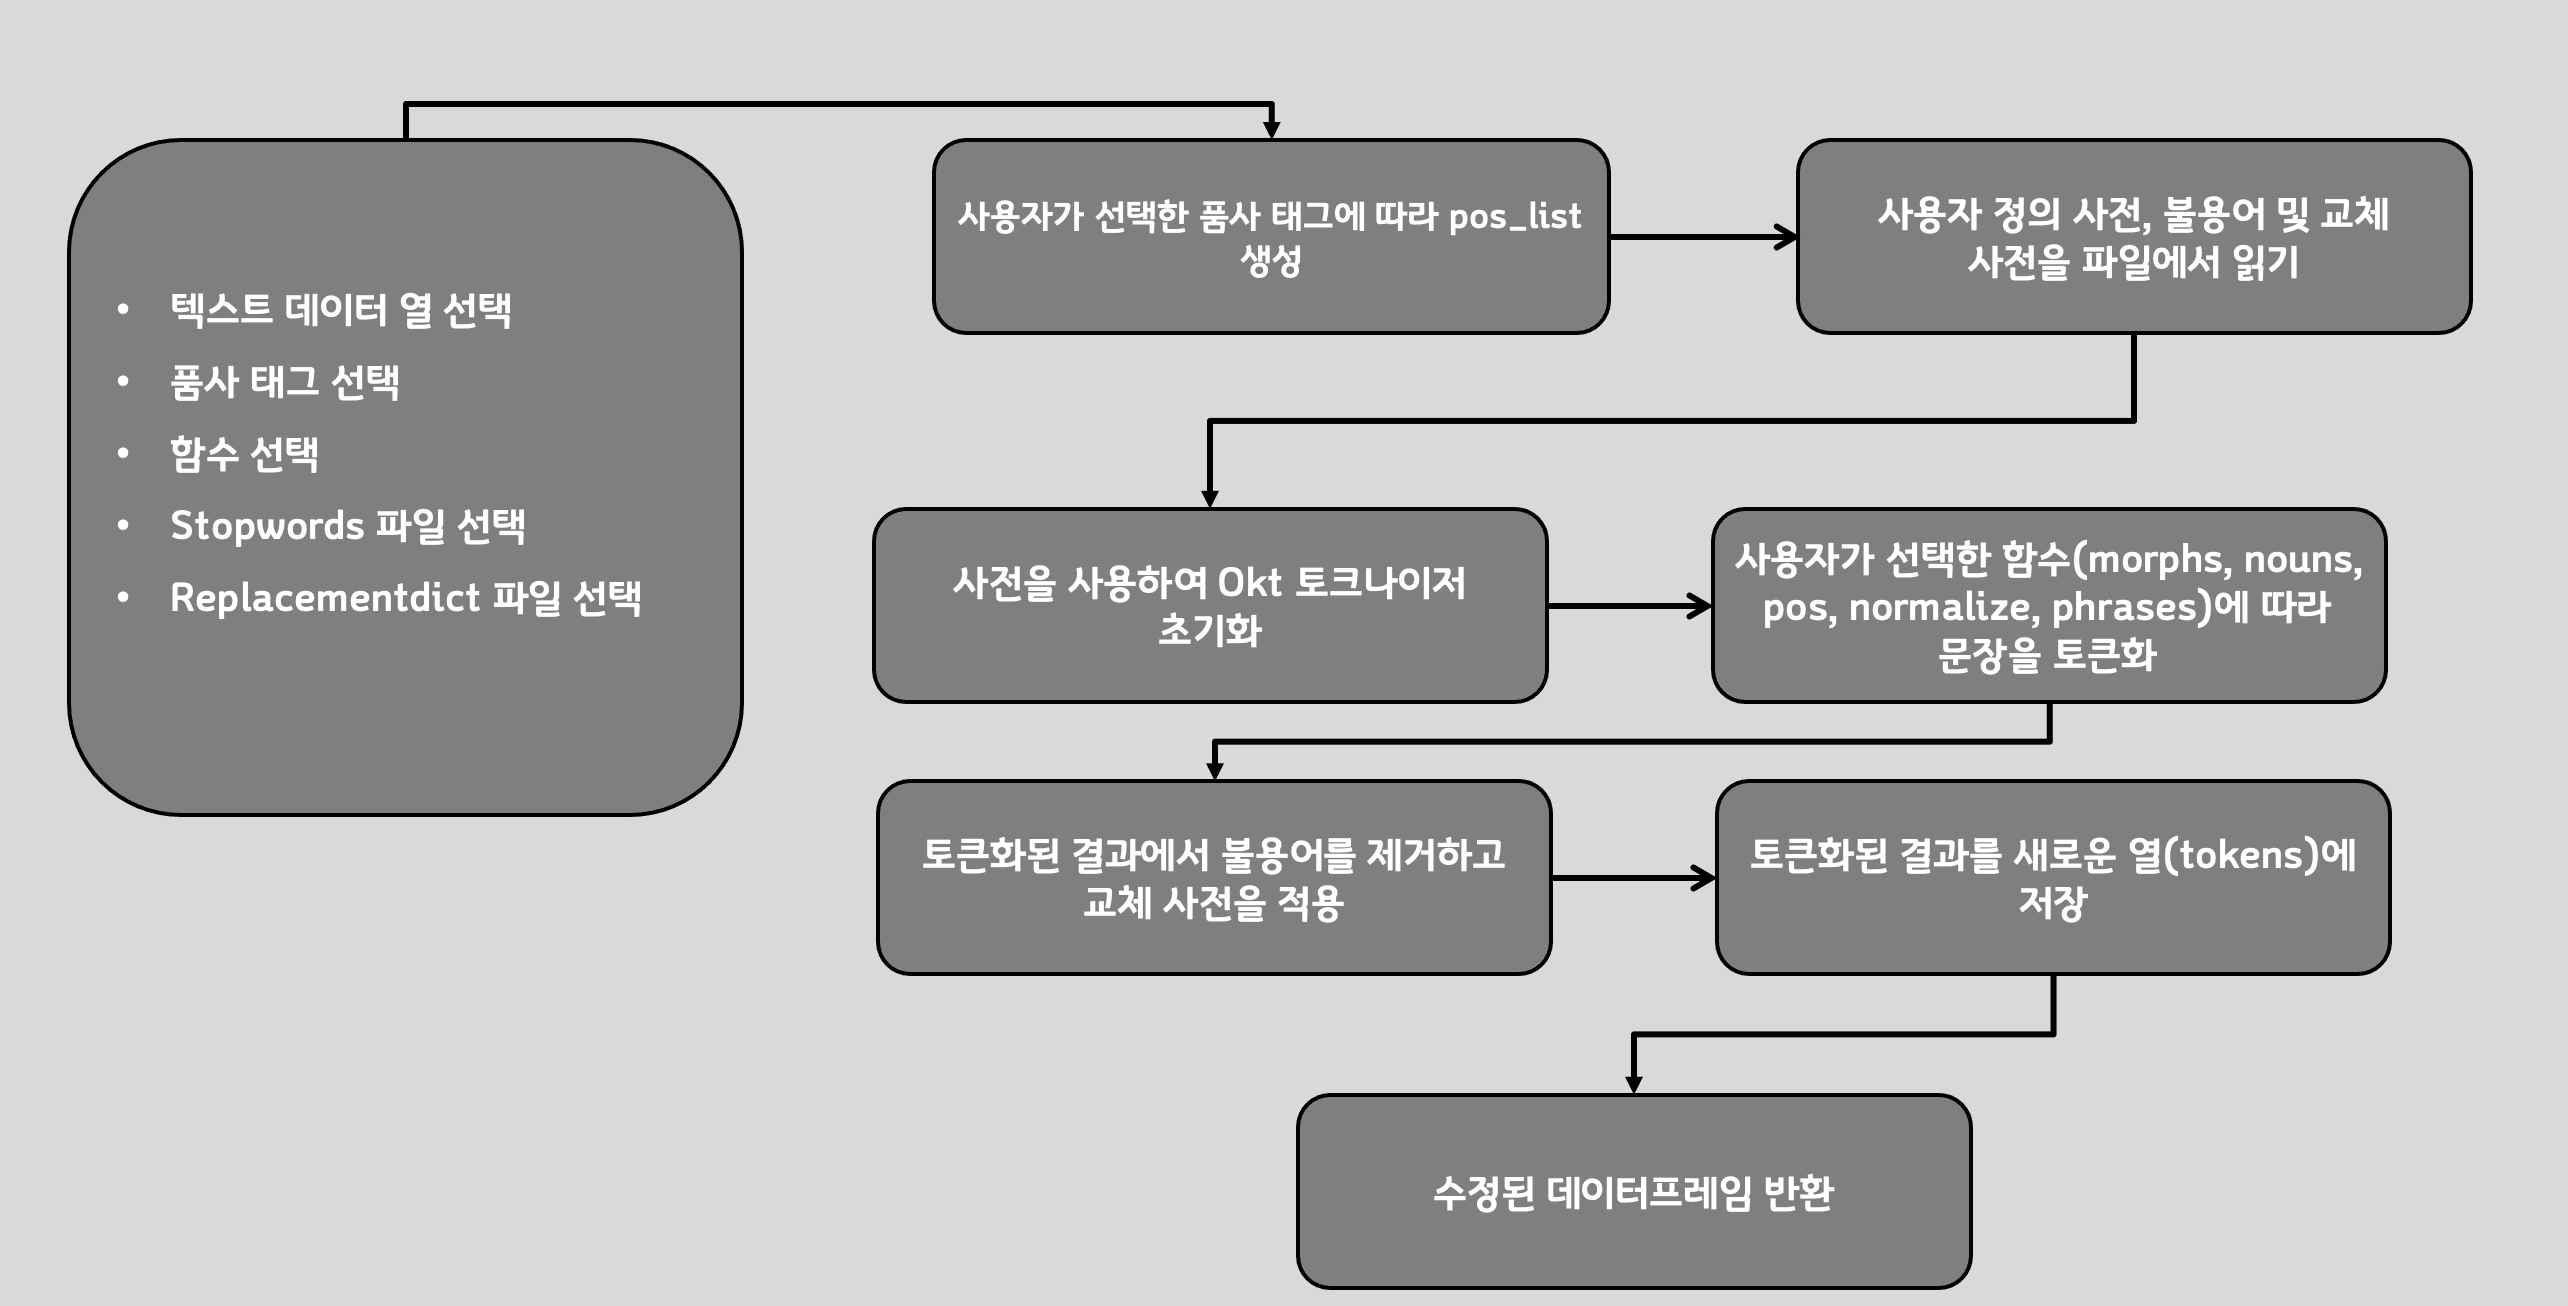 텍스트 데이터 열 선택
품사 태그 선택
함수 선택
Stopwords 파일 선택
Replacementdict 파일 선택
사용자가 선택한 품사 태그에 따라 pos_list
생성
사용자 정의 사전, 불용어 및 교체
사전을 파일에서 읽기
사전을 사용하여 Okt 토크나이저
초기화
사용자가 선택한 함수(morphs, nouns,
pos, normalize, phrases)에 따라
문장을 토큰화
토큰화된 결과에서 불용어를 제거하고
교체 사전을 적용
토큰화된 결과를 새로운 열(tokens)에
저장
수정된 데이터프레임 반환